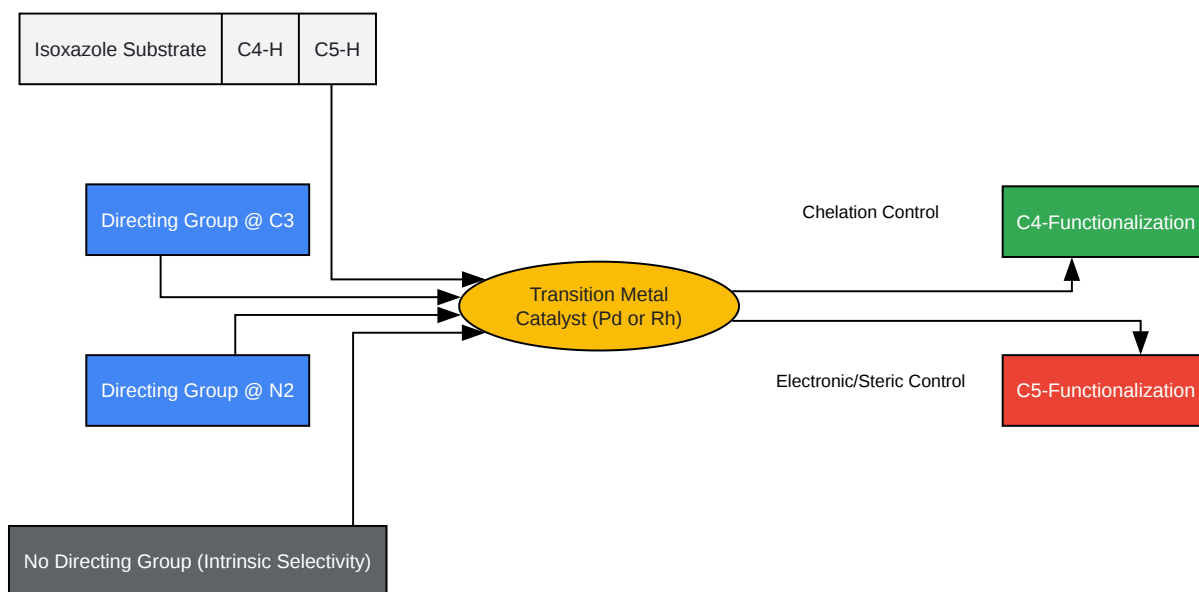 Isoxazole Substrate
C4-H
C5-H
Directing Group @ C3
Chelation Control
C4-Functionalization
Transition Metal
Catalyst (Pd or Rh)
Directing Group @ N2
Electronic/Steric Control
C5-Functionalization
No Directing Group (Intrinsic Selectivity)